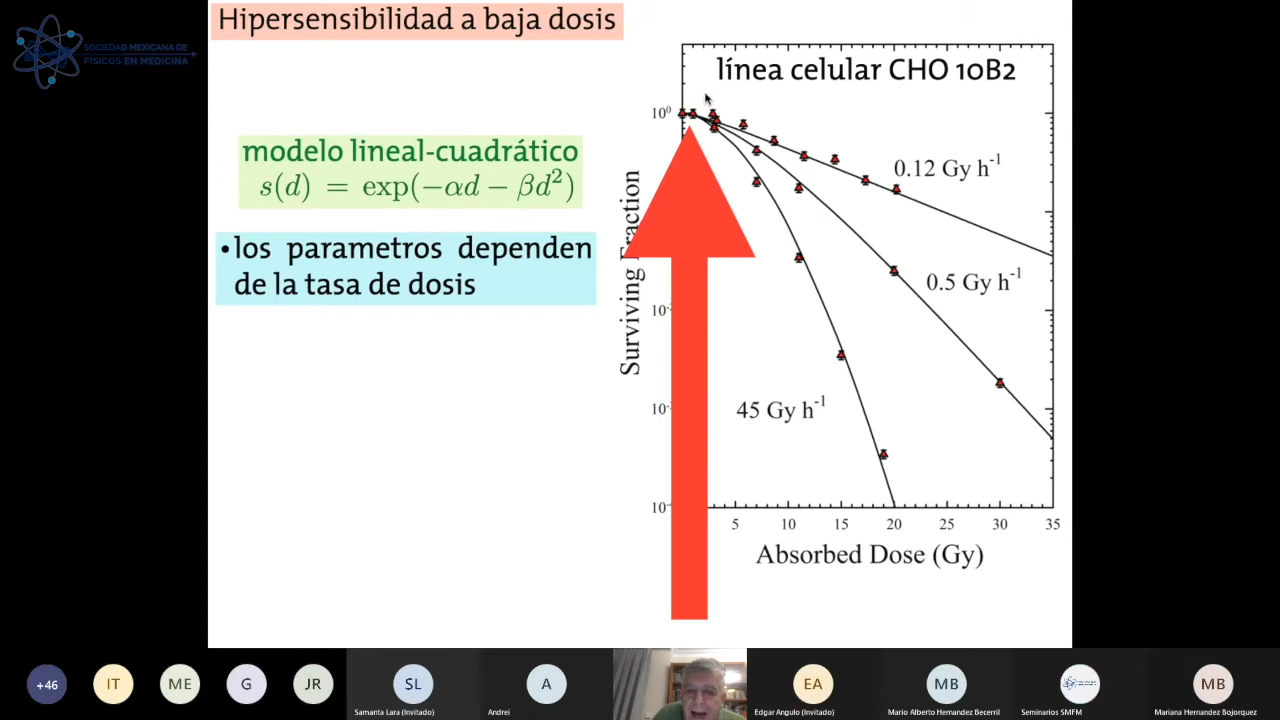 Hipersensibilidad a baja dosis
SOCIEDAD MEXICANA DE
FÍSICOS EN MEDICINA
modelo lineal-cuadrático
s(d) = exp(−αd − βd²)
•los parametros dependen
de la tasa de dosis
línea celular CHO 10B2
10⁰
0.12 Gy h⁻¹
0.5 Gy h⁻¹
45 Gy h⁻¹
Surviving Fraction
5 10 15 20 25 30 35
Absorbed Dose (Gy)
+46
IT
ME
G
JR
SL
Samanta Lara (Invitado)
A
Andrei
EA
Edgar Angulo (Invitado)
MB
Mario Alberto Hernandez Becerril
Seminarios SMFM
MB
Mariana Hernandez Bojorquez